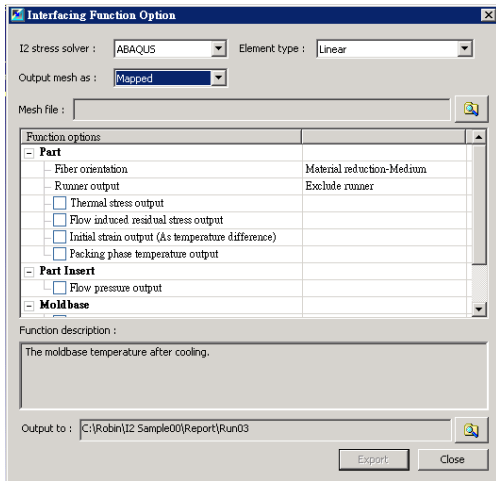 Interfacing Function Option
I2 stress solver : ABAQUS Element type : Linear
Output mesh as : Mapped
Mesh file :
Function options
Part
Fiber orientation Material reduction-Medium
Runner output Exclude runner
Thermal stress output
Flow induced residual stress output
Initial strain output (As temperature difference)
Packing phase temperature output
Part Insert
Flow pressure output
Moldbase
Function description :
The moldbase temperature after cooling.
Output to : C:\Robin\I2 Sample00\Report\Run03
Export Close